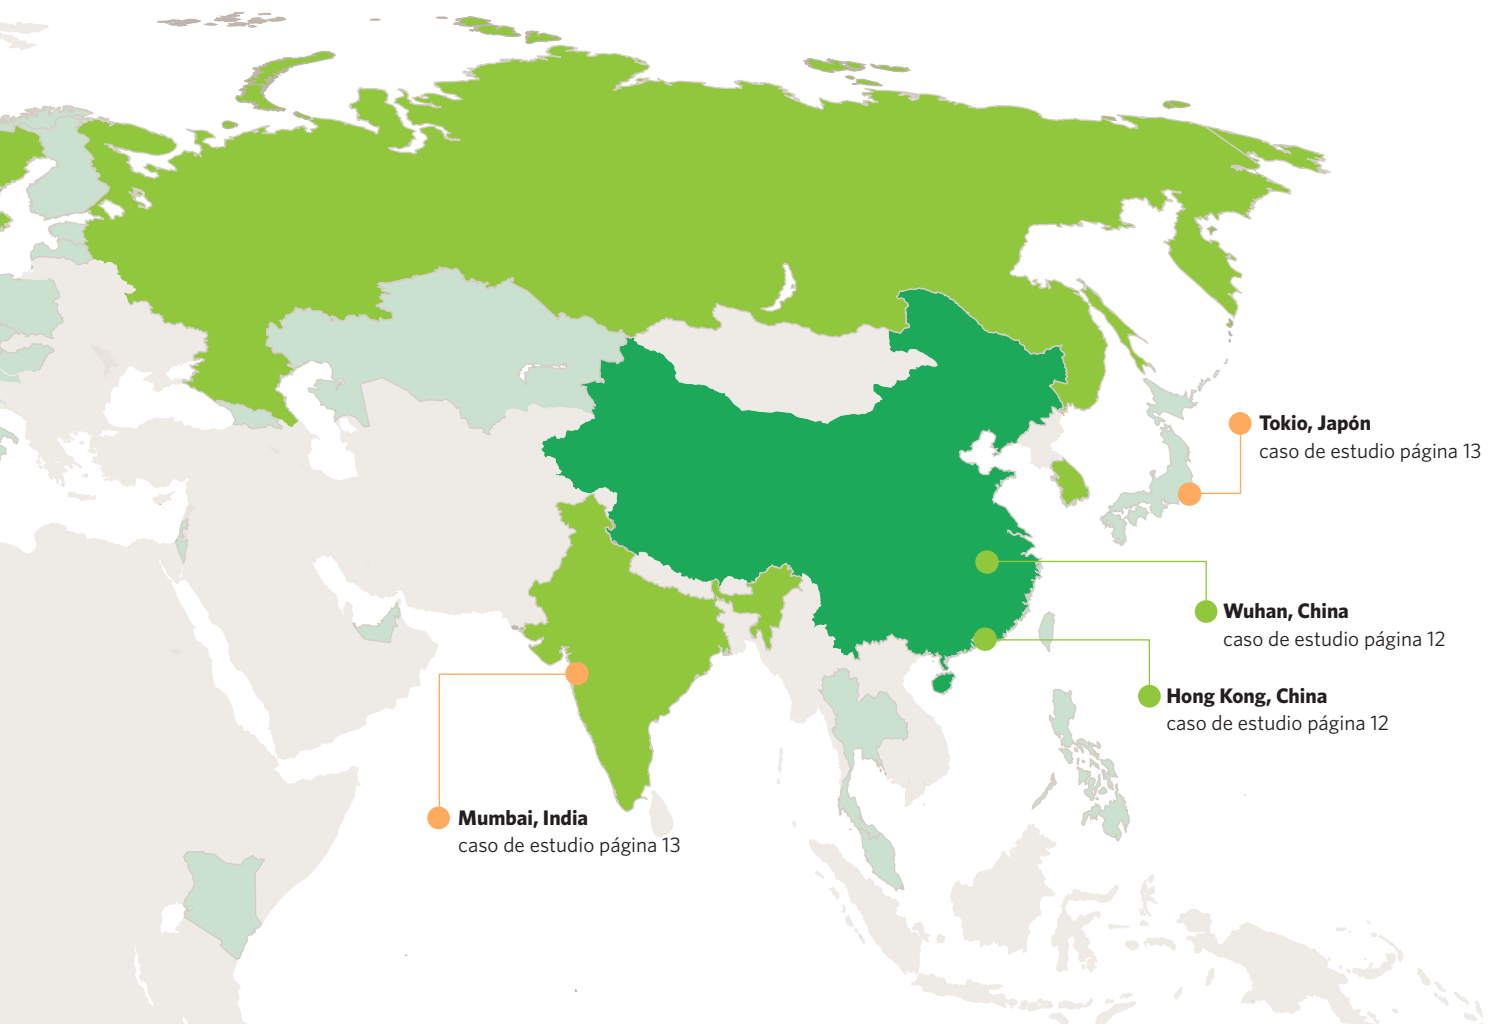 Tokio, Japón
caso de estudio página 13
Wuhan, China
caso de estudio página 12
Hong Kong, China
caso de estudio página 12
Mumbai, India
caso de estudio página 13